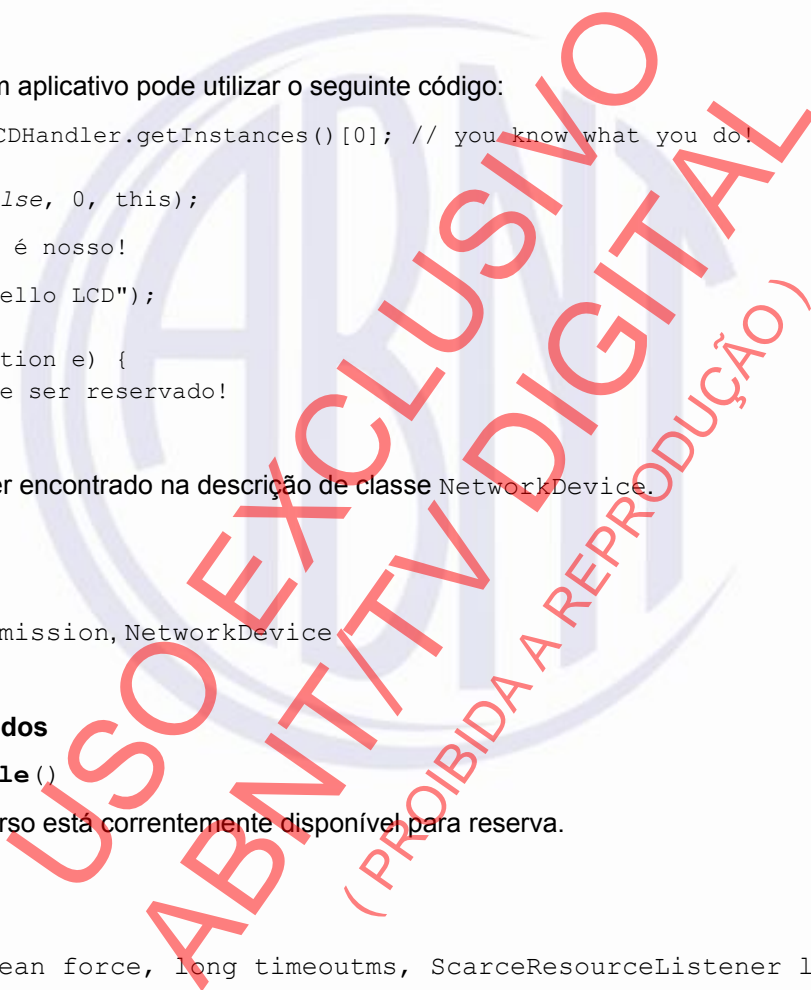 m aplicativo pode utilizar o seguinte código:
CDHandler.getInstances()[0]; // you know what you do!
lse, 0, this);
é nosso!
ello LCD");
tion e) {
e ser reservado!
er encontrado na descrição de classe NetworkDevice.
mission, NetworkDevice
dos
le()
rso está correntemente disponível para reserva.
ean force, long timeoutms, ScarceResourceListener l
USO EXCLUSIVO
ABNT/TV DIGITAL
( PROIBIDA A REPRODUÇÃO )
ABNT